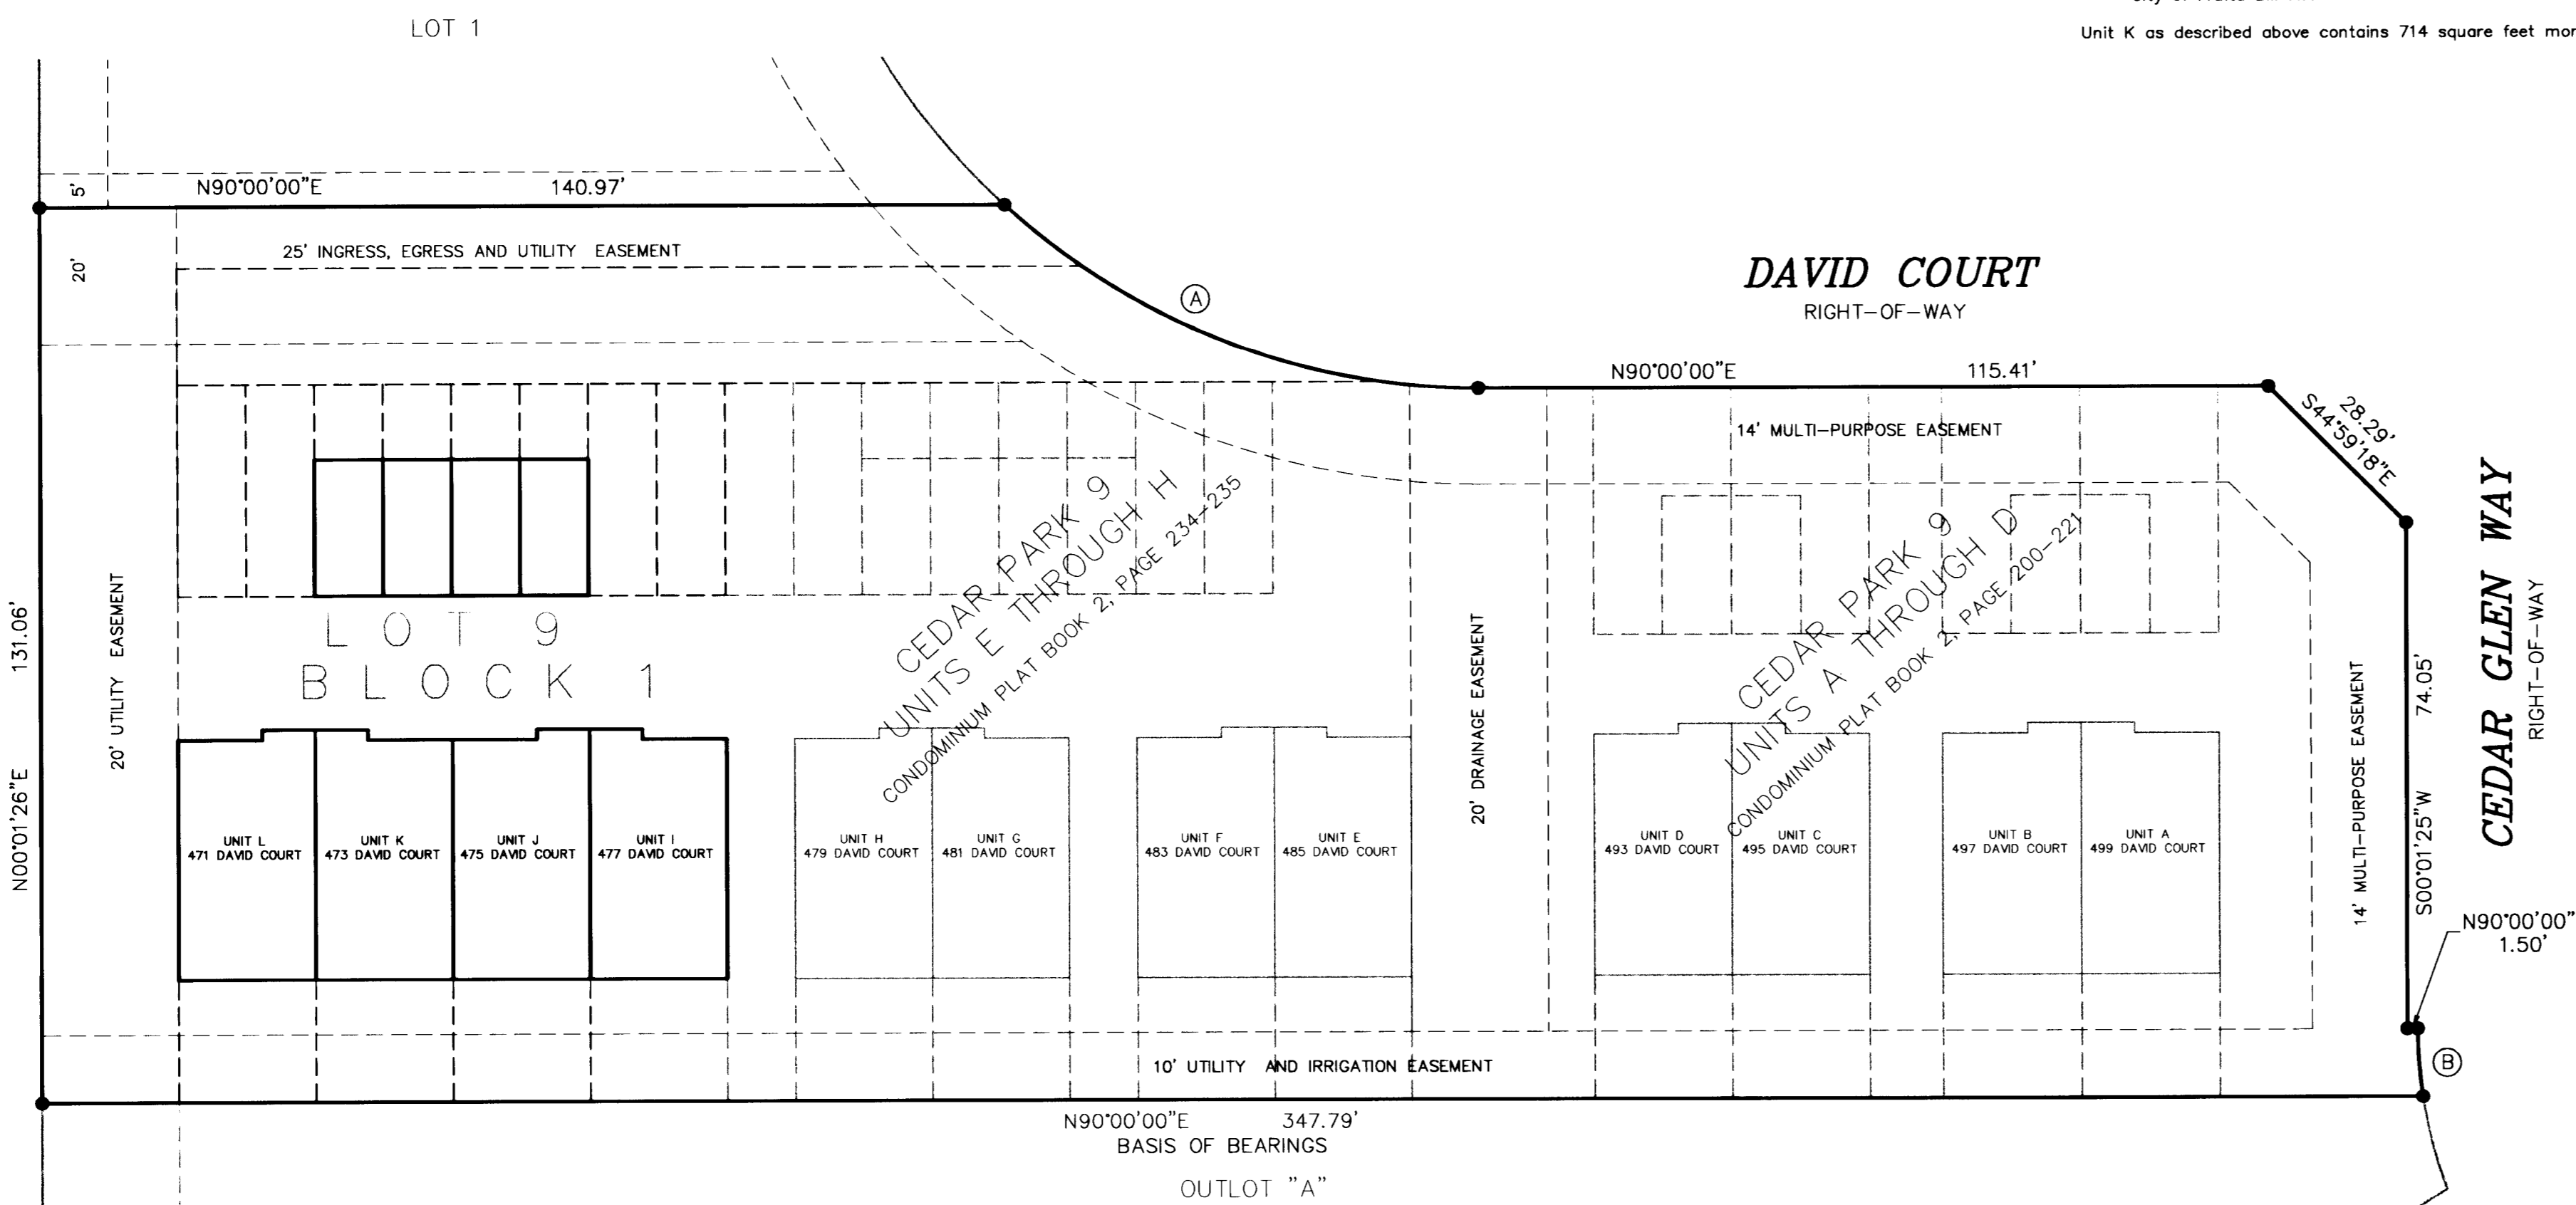 LOT 1
Unit K as described above contains 714 square feet
5'
N90°00'00"E 140.97'
20'
25' INGRESS, EGRESS AND UTILITY EASEMENT
A
DAVID COURT
RIGHT-OF-WAY
N90°00'00"E 115.41'
28.29'
S44°59'18"E
14' MULTI-PURPOSE EASEMENT
CEDAR PARK 9
UNITS E THROUGH H
CONDOMINIUM PLAT BOOK 2, PAGE 234-235
CEDAR PARK 9
UNITS A THROUGH D
CONDOMINIUM PLAT BOOK 2, PAGE 200-221
CEDAR GLEN WAY
RIGHT-OF-WAY
N00°01'26"E 131.06'
20' UTILITY EASEMENT
LOT 9
BLOCK 1
20' DRAINAGE EASEMENT
14' MULTI-PURPOSE EASEMENT
S00°01'25"W 74.05'
UNIT L
471 DAVID COURT
UNIT K
473 DAVID COURT
UNIT J
475 DAVID COURT
UNIT I
477 DAVID COURT
UNIT H
479 DAVID COURT
UNIT G
481 DAVID COURT
UNIT F
483 DAVID COURT
UNIT E
485 DAVID COURT
UNIT D
493 DAVID COURT
UNIT C
495 DAVID COURT
UNIT B
497 DAVID COURT
UNIT A
499 DAVID COURT
N90°00'00"
1.50'
B
10' UTILITY AND IRRIGATION EASEMENT
N90°00'00"E 347.79'
BASIS OF BEARINGS
OUTLOT "A"